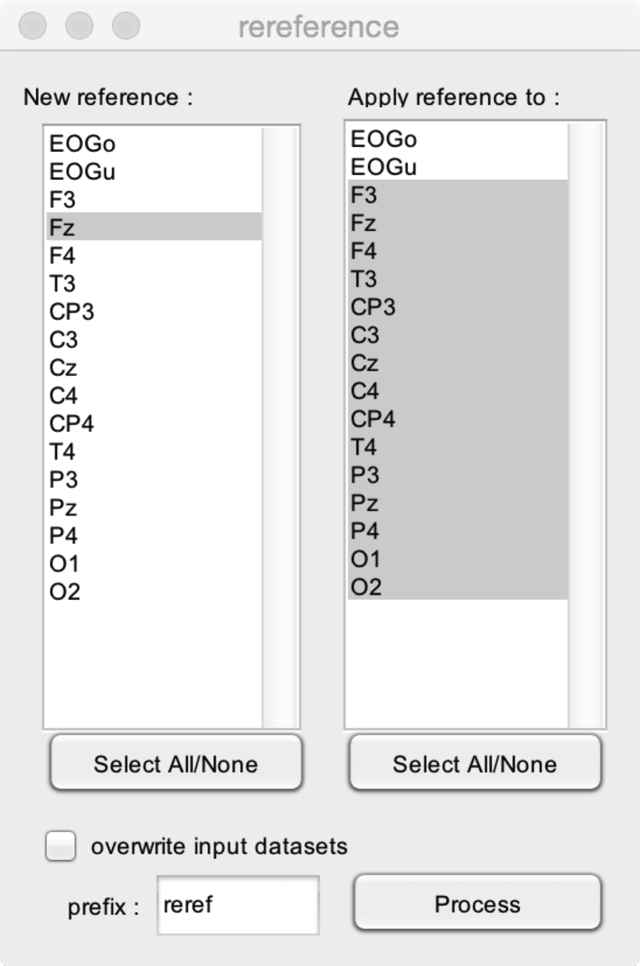 rereference
New reference :
EOGo
EOGu
F3
Fz
F4
T3
CP3
C3
Cz
C4
CP4
T4
P3
Pz
P4
O1
O2
Select All/None
Apply reference to :
EOGo
EOGu
F3
Fz
F4
T3
CP3
C3
Cz
C4
CP4
T4
P3
Pz
P4
O1
O2
Select All/None
overwrite input datasets
prefix : reref
Process